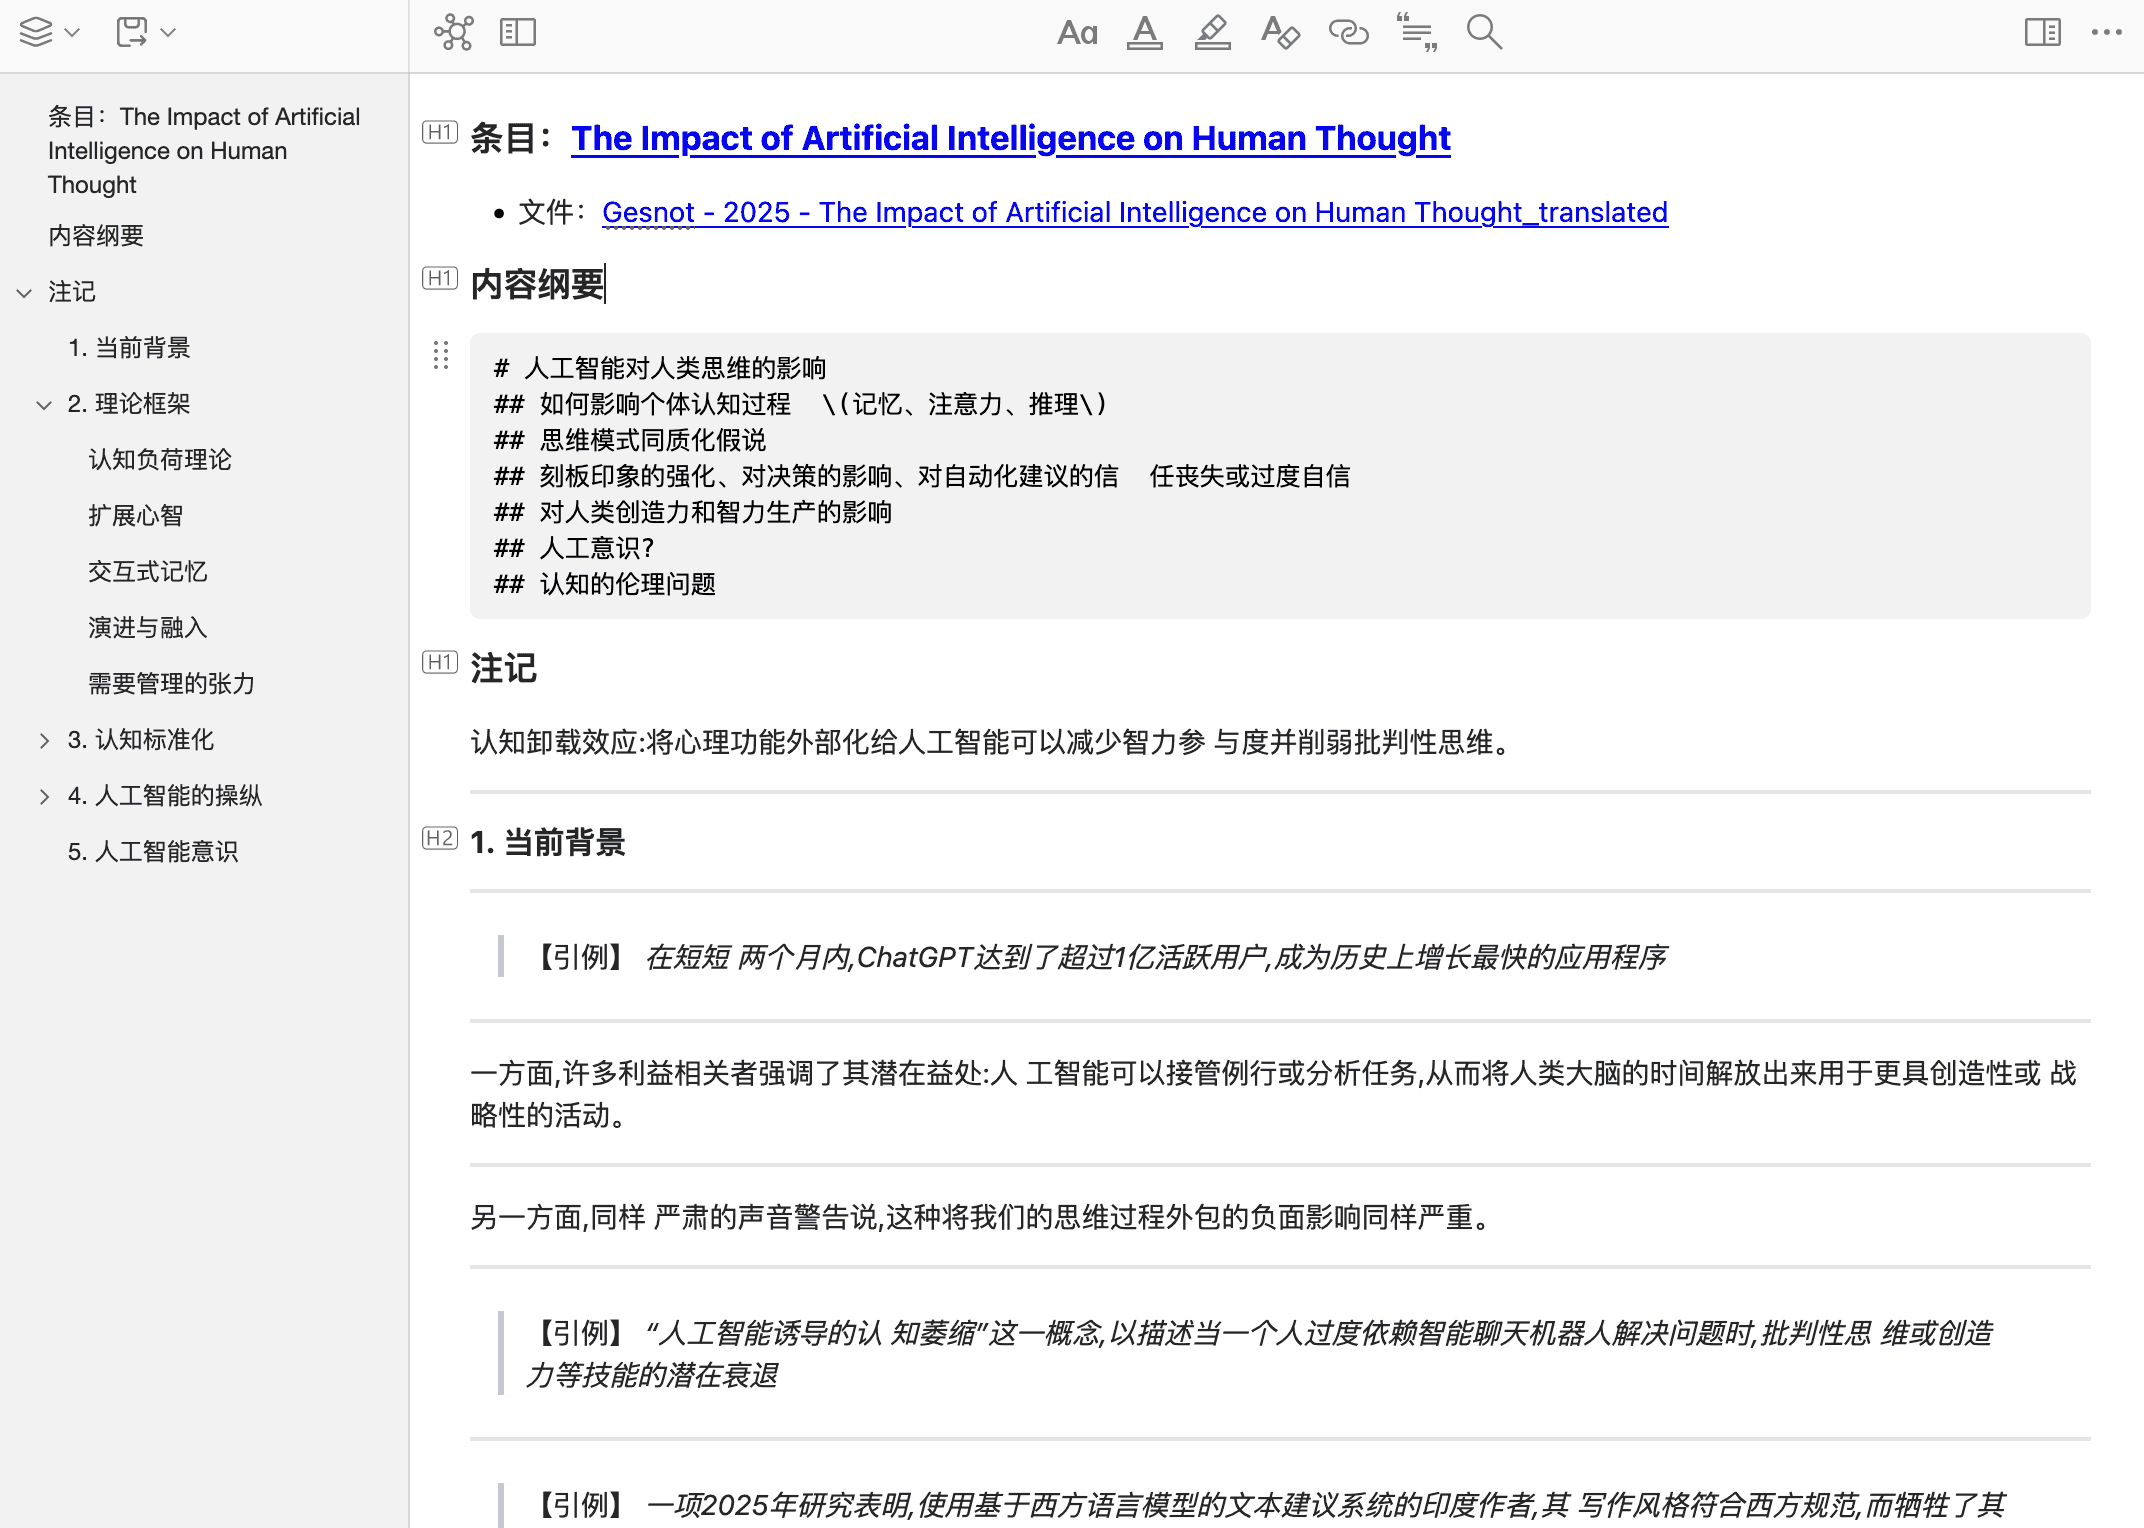 Aa
条目：The Impact of Artificial
Intelligence on Human
Thought
内容纲要
注记
1. 当前背景
2. 理论框架
认知负荷理论
扩展心智
交互式记忆
演进与融入
需要管理的张力
3. 认知标准化
4. 人工智能的操纵
5. 人工智能意识
H1 条目：The Impact of Artificial Intelligence on Human Thought
• 文件：Gesnot - 2025 - The Impact of Artificial Intelligence on Human Thought_translated
H1 内容纲要
# 人工智能对人类思维的影响
## 如何影响个体认知过程  \(记忆、注意力、推理\)
## 思维模式同质化假说
## 刻板印象的强化、对决策的影响、对自动化建议的信  任丧失或过度自信
## 对人类创造力和智力生产的影响
## 人工意识?
## 认知的伦理问题
H1 注记
认知卸载效应:将心理功能外部化给人工智能可以减少智力参 与度并削弱批判性思维。
H2 1. 当前背景
【引例】 在短短 两个月内,ChatGPT达到了超过1亿活跃用户,成为历史上增长最快的应用程序
一方面,许多利益相关者强调了其潜在益处:人 工智能可以接管例行或分析任务,从而将人类大脑的时间解放出来用于更具创造性或 战
略性的活动。
另一方面,同样 严肃的声音警告说,这种将我们的思维过程外包的负面影响同样严重。
【引例】 “人工智能诱导的认 知萎缩”这一概念,以描述当一个人过度依赖智能聊天机器人解决问题时,批判性思 维或创造
力等技能的潜在衰退
【引例】 一项2025年研究表明,使用基于西方语言模型的文本建议系统的印度作者,其 写作风格符合西方规范,而牺牲了其